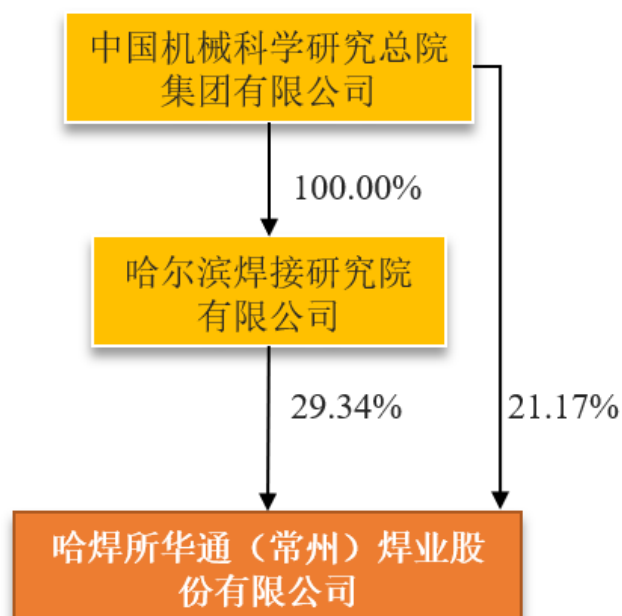 中国机械科学研究总院
集团有限公司
100.00%
哈尔滨焊接研究院
有限公司
29.34%
21.17%
哈焊所华通（常州）焊业股
份有限公司